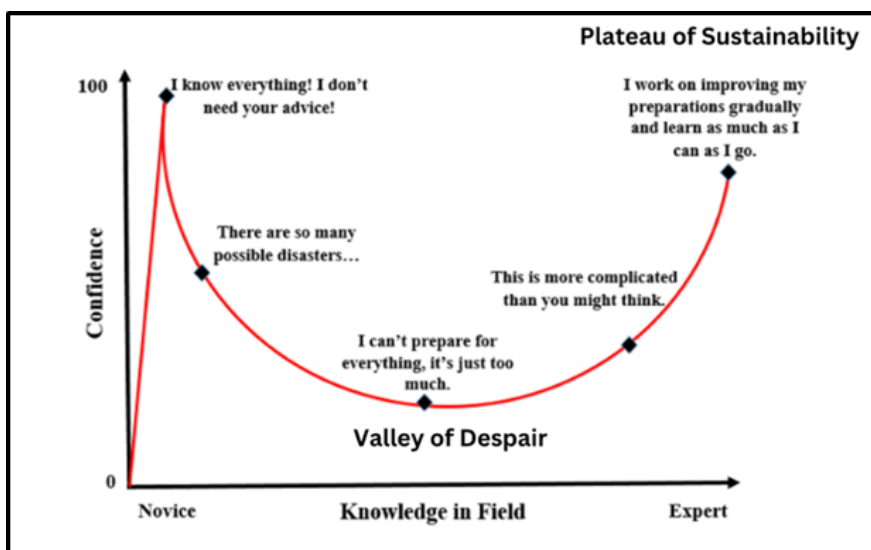 Plateau of Sustainability
100
I know everything! I don't
need your advice!
I work on improving my
preparations gradually
and learn as much as I
can as I go.
There are so many
possible disasters…
Confidence
This is more complicated
than you might think.
I can't prepare for
everything, it's just too
much.
Valley of Despair
0
Novice
Knowledge in Field
Expert